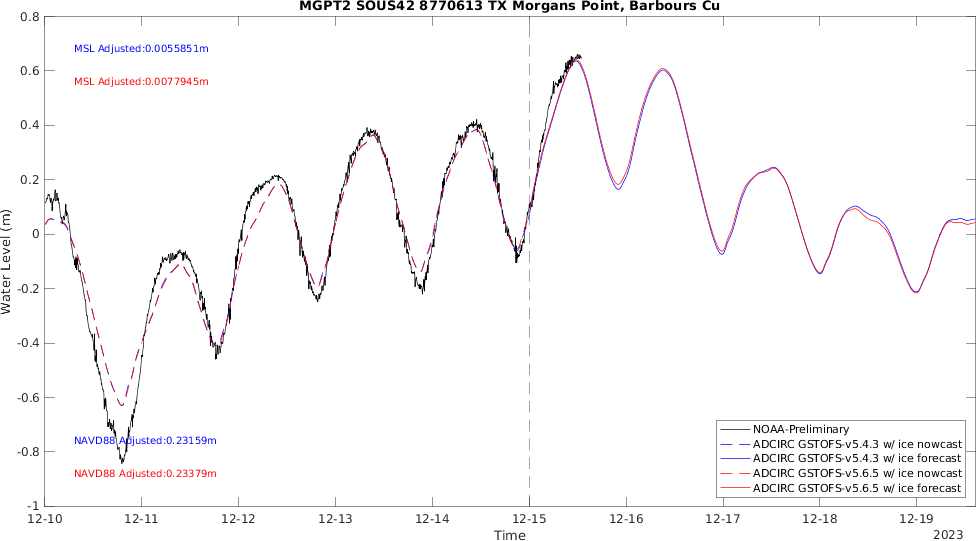 MGPT2 SOUS42 8770613 TX Morgans Point, Barbours Cu
0.8
MSL Adjusted:0.0055851m
0.6
MSL Adjusted:0.0077945m
0.4
0.2
0
-0.2
-0.4
-0.6
-0.8
-1
Water Level (m)
NAVD88 Adjusted:0.23159m
NAVD88 Adjusted:0.23379m
NOAA-Preliminary
ADCIRC GSTOFS-v5.4.3 w/ ice nowcast
ADCIRC GSTOFS-v5.4.3 w/ ice forecast
ADCIRC GSTOFS-v5.6.5 w/ ice nowcast
ADCIRC GSTOFS-v5.6.5 w/ ice forecast
12-10 12-11 12-12 12-13 12-14 12-15 12-16 12-17 12-18 12-19
Time
2023